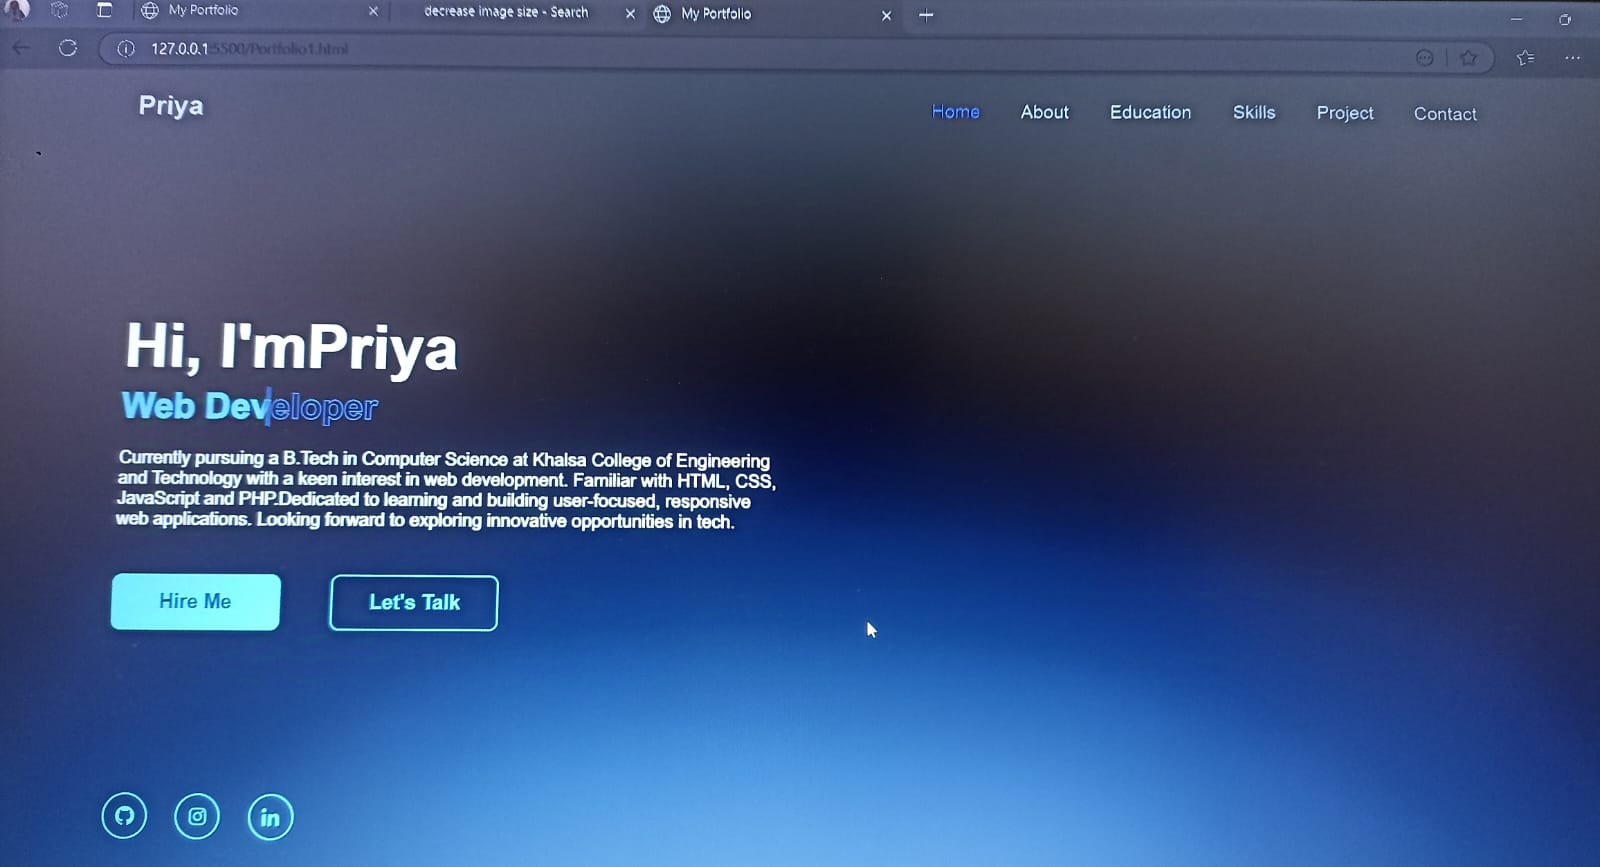 My Portfolio
decrease image size - Search
My Portfolio
127.0.0.1:5500/Portfolio1.html
Priya
Home About Education Skills Project Contact
Hi, I'mPriya
Web Developer
Currently pursuing a B.Tech in Computer Science at Khalsa College of Engineering
and Technology with a keen interest in web development. Familiar with HTML, CSS,
JavaScript and PHP.Dedicated to learning and building user-focused, responsive
web applications. Looking forward to exploring innovative opportunities in tech.
Hire Me Let's Talk
in